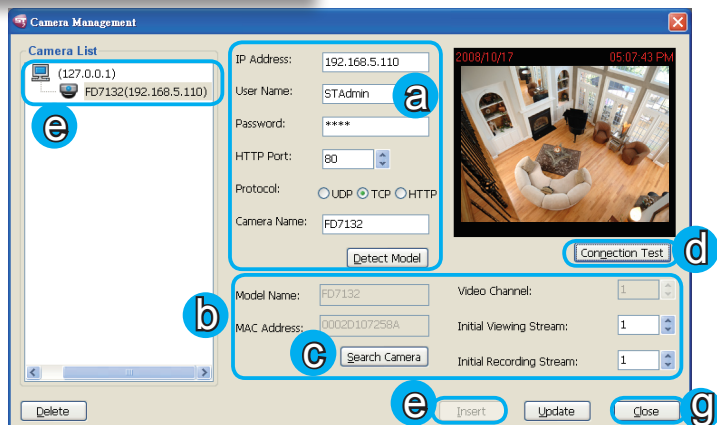 Camera Management
Camera List
(127.0.0.1)
FD7132(192.168.5.110)
e
IP Address: 192.168.5.110
User Name: STAdmin
a
Password: ****
HTTP Port: 80
Protocol: UDP TCP HTTP
Camera Name: FD7132
Detect Model
2008/10/17 05:07:43 PM
Connection Test
d
b
Model Name: FD7132
MAC Address: 0002D107258A
c
Search Camera
Video Channel: 1
Initial Viewing Stream: 1
Initial Recording Stream: 1
Delete
e
Insert
Update
Close
g